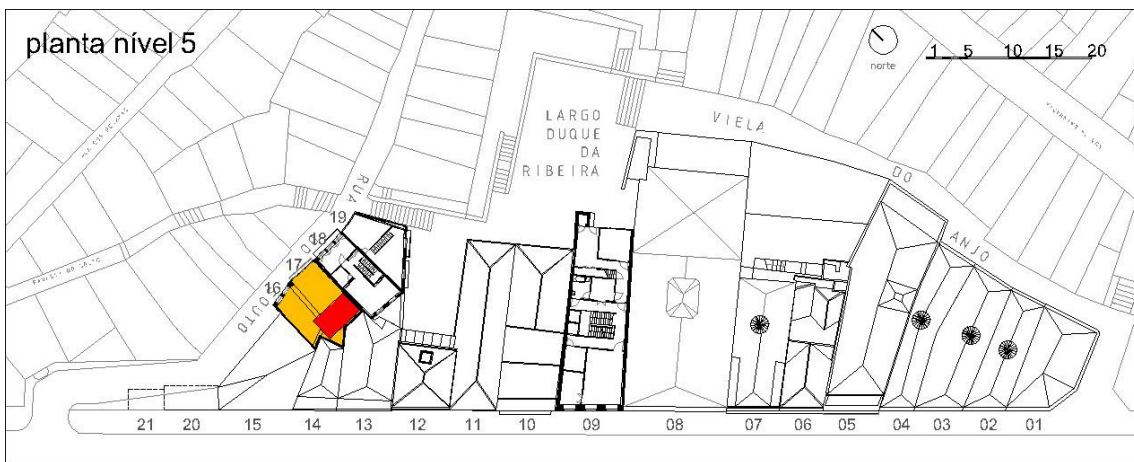 planta nível 5
norte
1 5 10 15 20
LARGO
DUQUE
DA
RIBEIRA
VIELA
DO
ANJO
RUA
DO
SOUTO
19
18
17
16
21 20 15 14 13 12 11 10 09 08 07 06 05 04 03 02 01